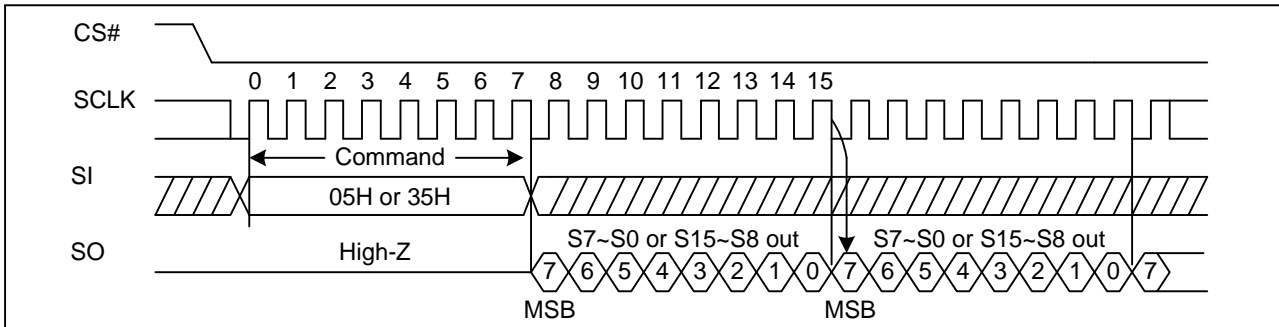 CS#
0 1 2 3 4 5 6 7 8 9 10 11 12 13 14 15
SCLK
Command
SI
05H or 35H
S7~S0 or S15~S8 out S7~S0 or S15~S8 out
SO High-Z
7 6 5 4 3 2 1 0 7 6 5 4 3 2 1 0 7
MSB MSB